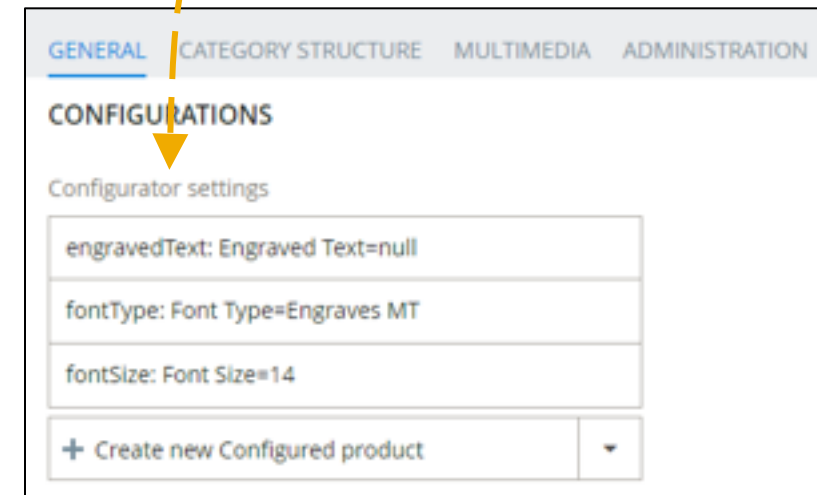 GENERAL CATEGORY STRUCTURE MULTIMEDIA ADMINISTRATION
CONFIGURATIONS
Configurator settings
engravedText: Engraved Text=null
fontType: Font Type=Engraves MT
fontSize: Font Size=14
+ Create new Configured product